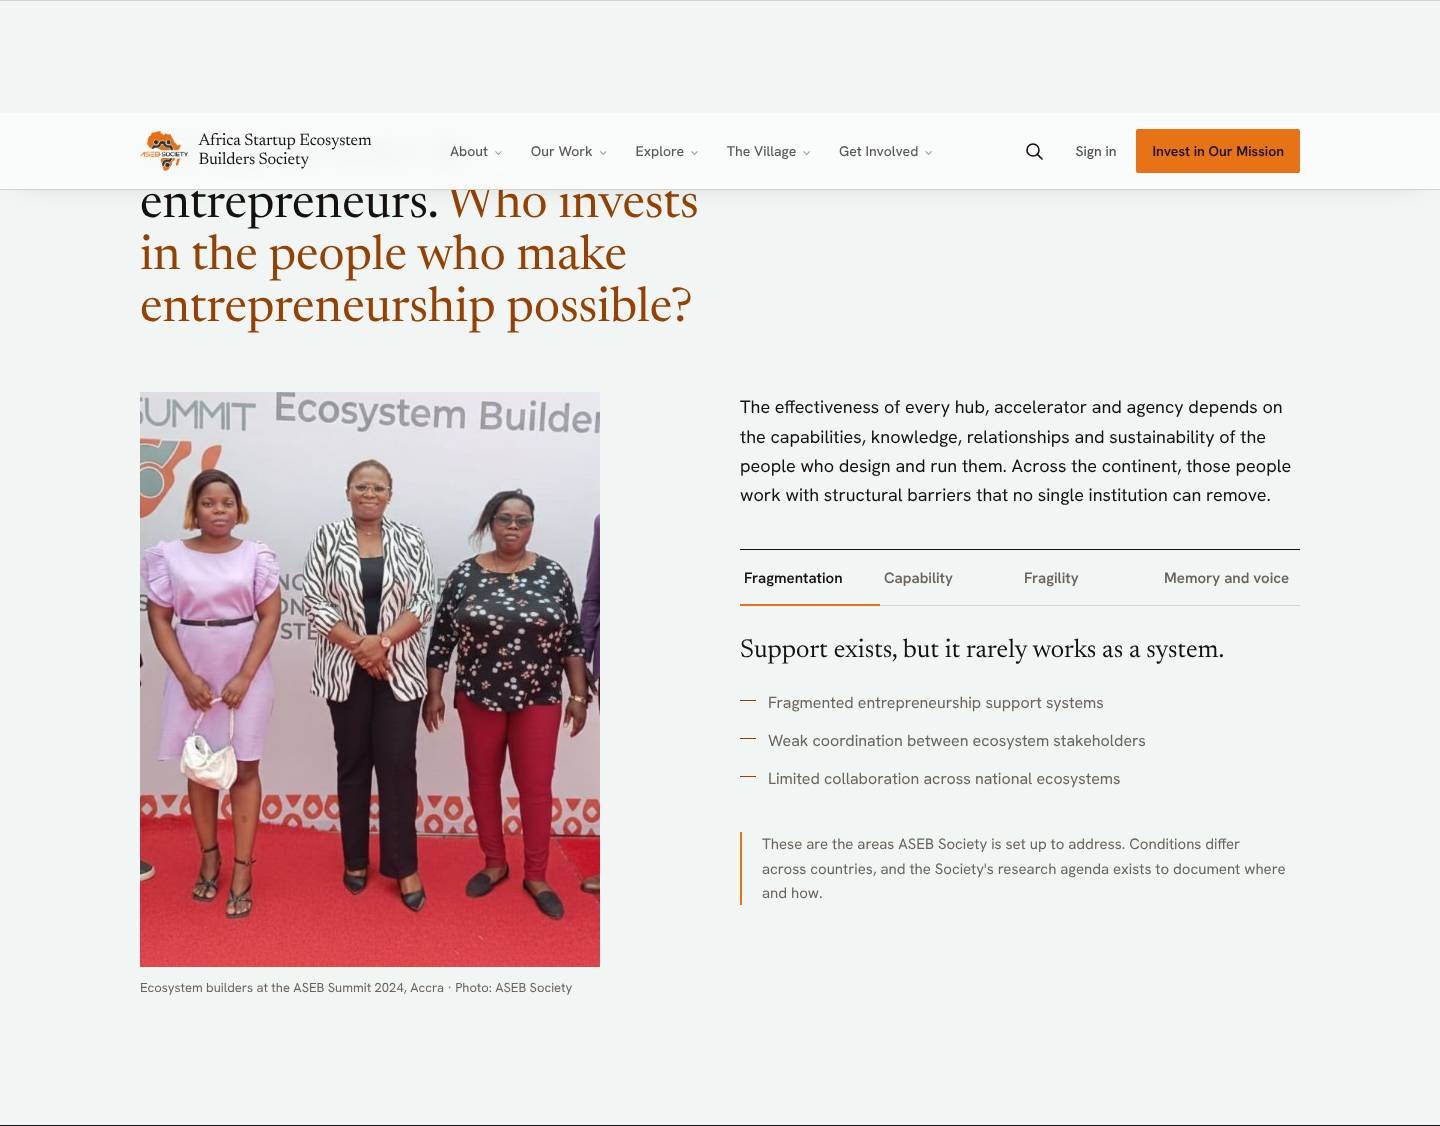 Africa Startup Ecosystem
Builders Society
ASEB SOCIETY
About
Our Work
Explore
The Village
Get Involved
Sign in
Invest in Our Mission
entrepreneurs. Who invests
in the people who make
entrepreneurship possible?
SUMMIT Ecosystem Builder
The effectiveness of every hub, accelerator and agency depends on
the capabilities, knowledge, relationships and sustainability of the
people who design and run them. Across the continent, those people
work with structural barriers that no single institution can remove.
Fragmentation
Capability
Fragility
Memory and voice
Support exists, but it rarely works as a system.
— Fragmented entrepreneurship support systems
— Weak coordination between ecosystem stakeholders
— Limited collaboration across national ecosystems
These are the areas ASEB Society is set up to address. Conditions differ
across countries, and the Society's research agenda exists to document where
and how.
Ecosystem builders at the ASEB Summit 2024, Accra · Photo: ASEB Society